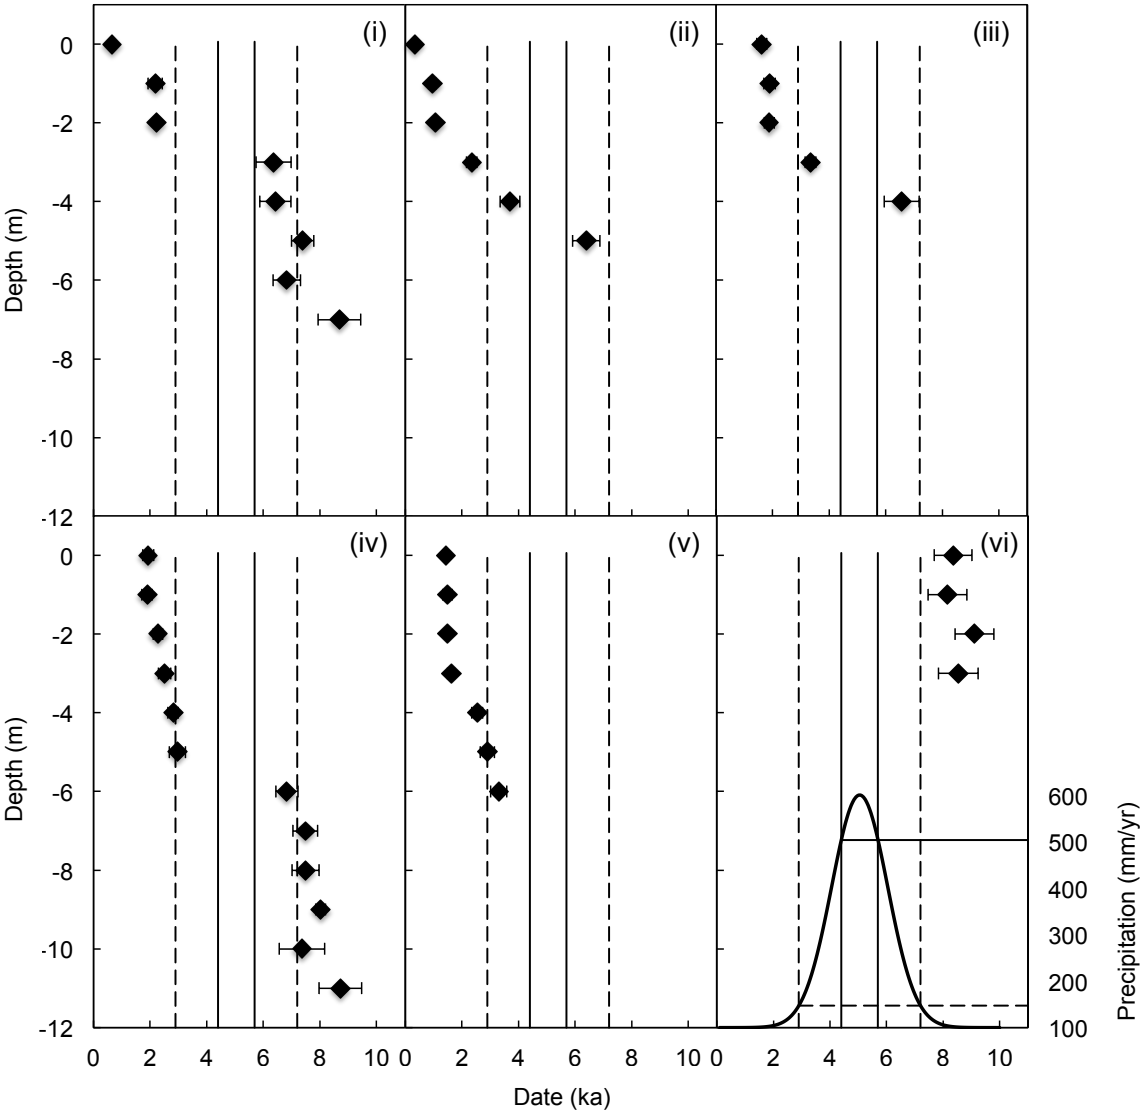 (i) (ii) (iii)
0
-2
-4
-6
-8
-10
-12
Depth (m)
(iv) (v) (vi)
0
-2
-4
-6
-8
-10
-12
Depth (m)
600
500
400
300
200
100
Precipitation (mm/yr)
0 2 4 6 8 10 0 2 4 6 8 10 0 2 4 6 8 10
Date (ka)